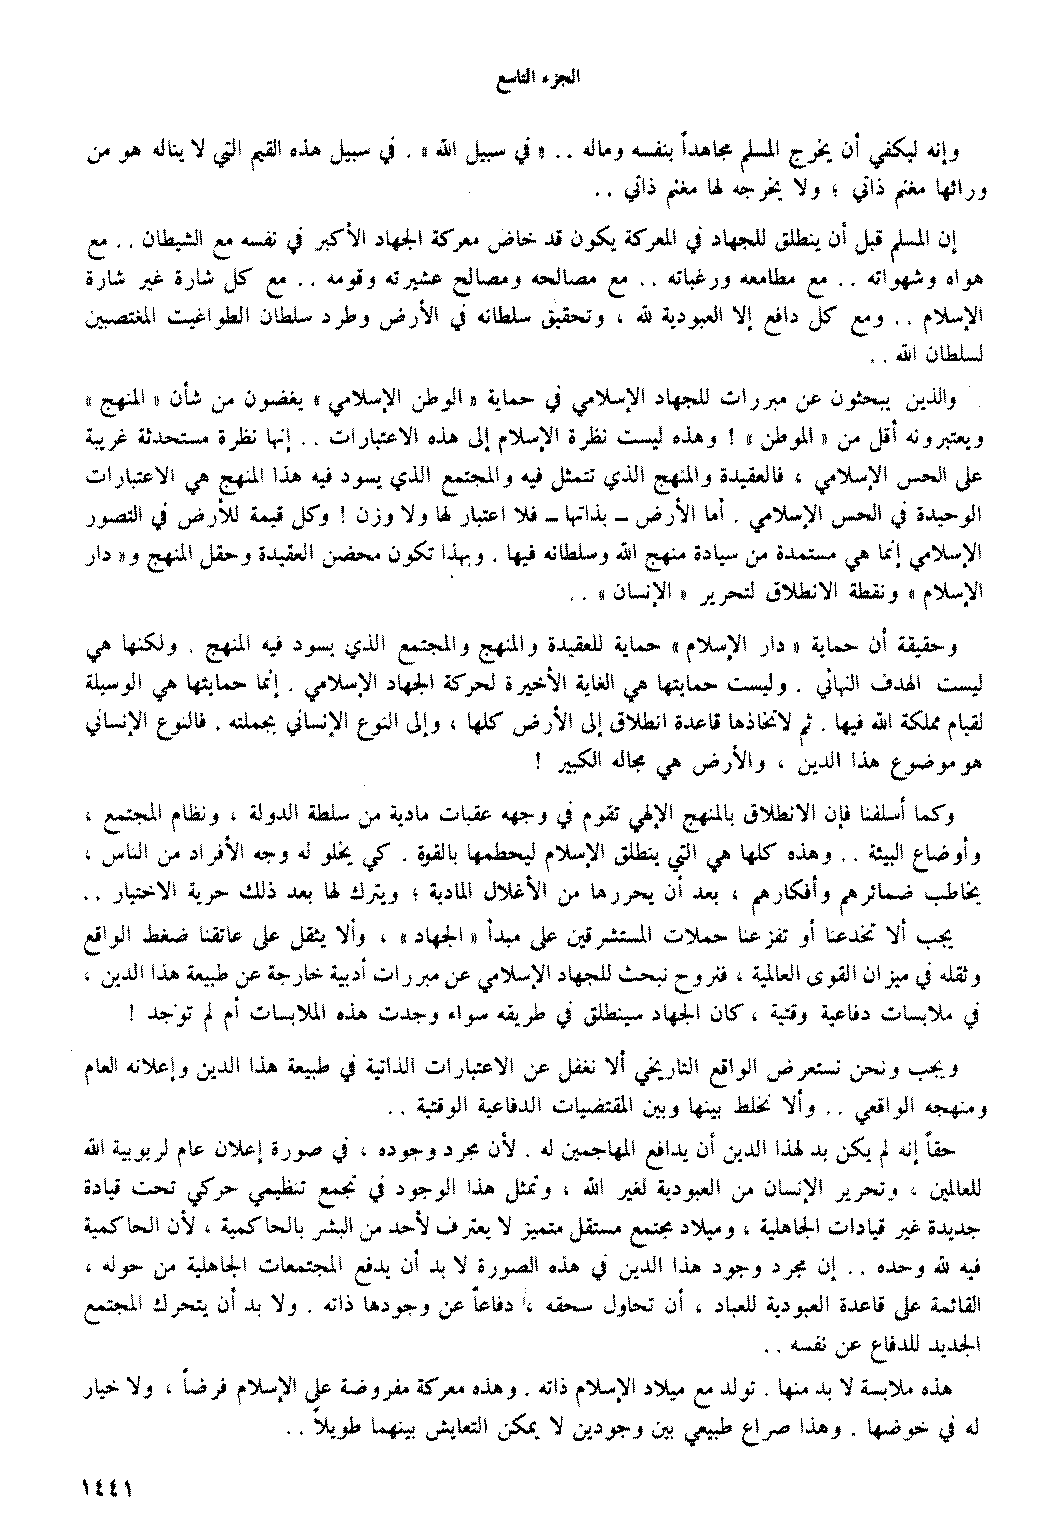 الجزء التاسع
وإنه ليكفي أن يخرج المسلم مجاهداً بنفسه وماله .. « في سبيل الله » . في سبيل هذه القيم التي لا يناله هو من
ورائها مغنم ذاتي ؛ ولا يخرجه لها مغنم ذاتي ..
إن المسلم قبل أن ينطلق للجهاد في المعركة يكون قد خاض معركة الجهاد الأكبر في نفسه مع الشيطان .. مع
هواه وشهواته .. مع مطامعه ورغباته .. مع مصالحه ومصالح عشيرته وقومه .. مع كل شارة غير شارة
الإسلام .. ومع كل دافع إلا العبودية لله ، وتحقيق سلطانه في الأرض وطرد سلطان الطواغيت المغتصبين
لسلطان الله ..
والذين يبحثون عن مبررات للجهاد الإسلامي في حماية « الوطن الإسلامي » يغضون من شأن « المنهج »
ويعتبرونه أقل من « الموطن » ! وهذه ليست نظرة الإسلام إلى هذه الاعتبارات .. إنها نظرة مستحدثة غريبة
على الحس الإسلامي ، فالعقيدة والمنهج الذي تتمثل فيه والمجتمع الذي يسود فيه هذا المنهج هي الاعتبارات
الوحيدة في الحس الإسلامي . أما الأرض – بذاتها – فلا اعتبار لها ولا وزن ! وكل قيمة للأرض في التصور
الإسلامي إنما هي مستمدة من سيادة منهج الله وسلطانه فيها . وبهذا تكون محضن العقيدة وحقل المنهج و« دار
الإسلام » ونقطة الانطلاق لتحرير « الإنسان » ..
وحقيقة أن حماية « دار الإسلام » حماية للعقيدة والمنهج والمجتمع الذي يسود فيه المنهج . ولكنها هي
ليست الهدف النهائي . وليست حمايتها هي الغاية الأخيرة لحركة الجهاد الإسلامي . إنما حمايتها هي الوسيلة
لقيام مملكة الله فيها . ثم لاتخاذها قاعدة انطلاق إلى الأرض كلها ، وإلى النوع الإنساني بجملته . فالنوع الإنساني
هو موضوع هذا الدين ، والأرض هي مجاله الكبير !
وكما أسلفنا فإن الانطلاق بالمنهج الإلهي تقوم في وجهه عقبات مادية من سلطة الدولة ، ونظام المجتمع ،
وأوضاع البيئة .. وهذه كلها هي التي ينطلق الإسلام ليحطمها بالقوة . كي يخلو له وجه الأفراد من الناس ،
يخاطب ضمائرهم وأفكارهم ، بعد أن يحررها من الأغلال المادية ؛ ويترك لها بعد ذلك حرية الاختيار ..
يجب ألا تخدعنا أو تفزعنا حملات المستشرقين على مبدأ « الجهاد » ، وألا يثقل على عاتقنا ضغط الواقع
وثقله في ميزان القوى العالمية ، فنروح نبحث للجهاد الإسلامي عن مبررات أدبية خارجة عن طبيعة هذا الدين ،
في ملابسات دفاعية وقتية ، كان الجهاد سينطلق في طريقه سواء وجدت هذه الملابسات أم لم توجد !
ويجب ونحن نستعرض الواقع التاريخي ألا نغفل عن الاعتبارات الذاتية في طبيعة هذا الدين وإعلانه العام
ومنهجه الواقعي .. وألا نخلط بينها وبين المقتضيات الدفاعية الوقتية ..
حقاً إنه لم يكن بد لهذا الدين أن يدافع المهاجمين له . لأن مجرد وجوده ، في صورة إعلان عام لربوبية الله
للعالمين ، وتحرير الإنسان من العبودية لغير الله ، وتمثل هذا الوجود في تجمع تنظيمي حركي تحت قيادة
جديدة غير قيادات الجاهلية ، وميلاد مجتمع مستقل متميز لا يعترف لأحد من البشر بالحاكمية ، لأن الحاكمية
فيه لله وحده .. إن مجرد وجود هذا الدين في هذه الصورة لا بد أن يدفع المجتمعات الجاهلية من حوله ،
القائمة على قاعدة العبودية للعباد ، أن تحاول سحقه ، دفاعاً عن وجودها ذاته . ولا بد أن يتحرك المجتمع
الجديد للدفاع عن نفسه ..
هذه ملابسة لا بد منها . تولد مع ميلاد الإسلام ذاته . وهذه معركة مفروضة على الإسلام فرضاً ، ولا خيار
له في خوضها . وهذا صراع طبيعي بين وجودين لا يمكن التعايش بينهما طويلاً ..
١٤٤١